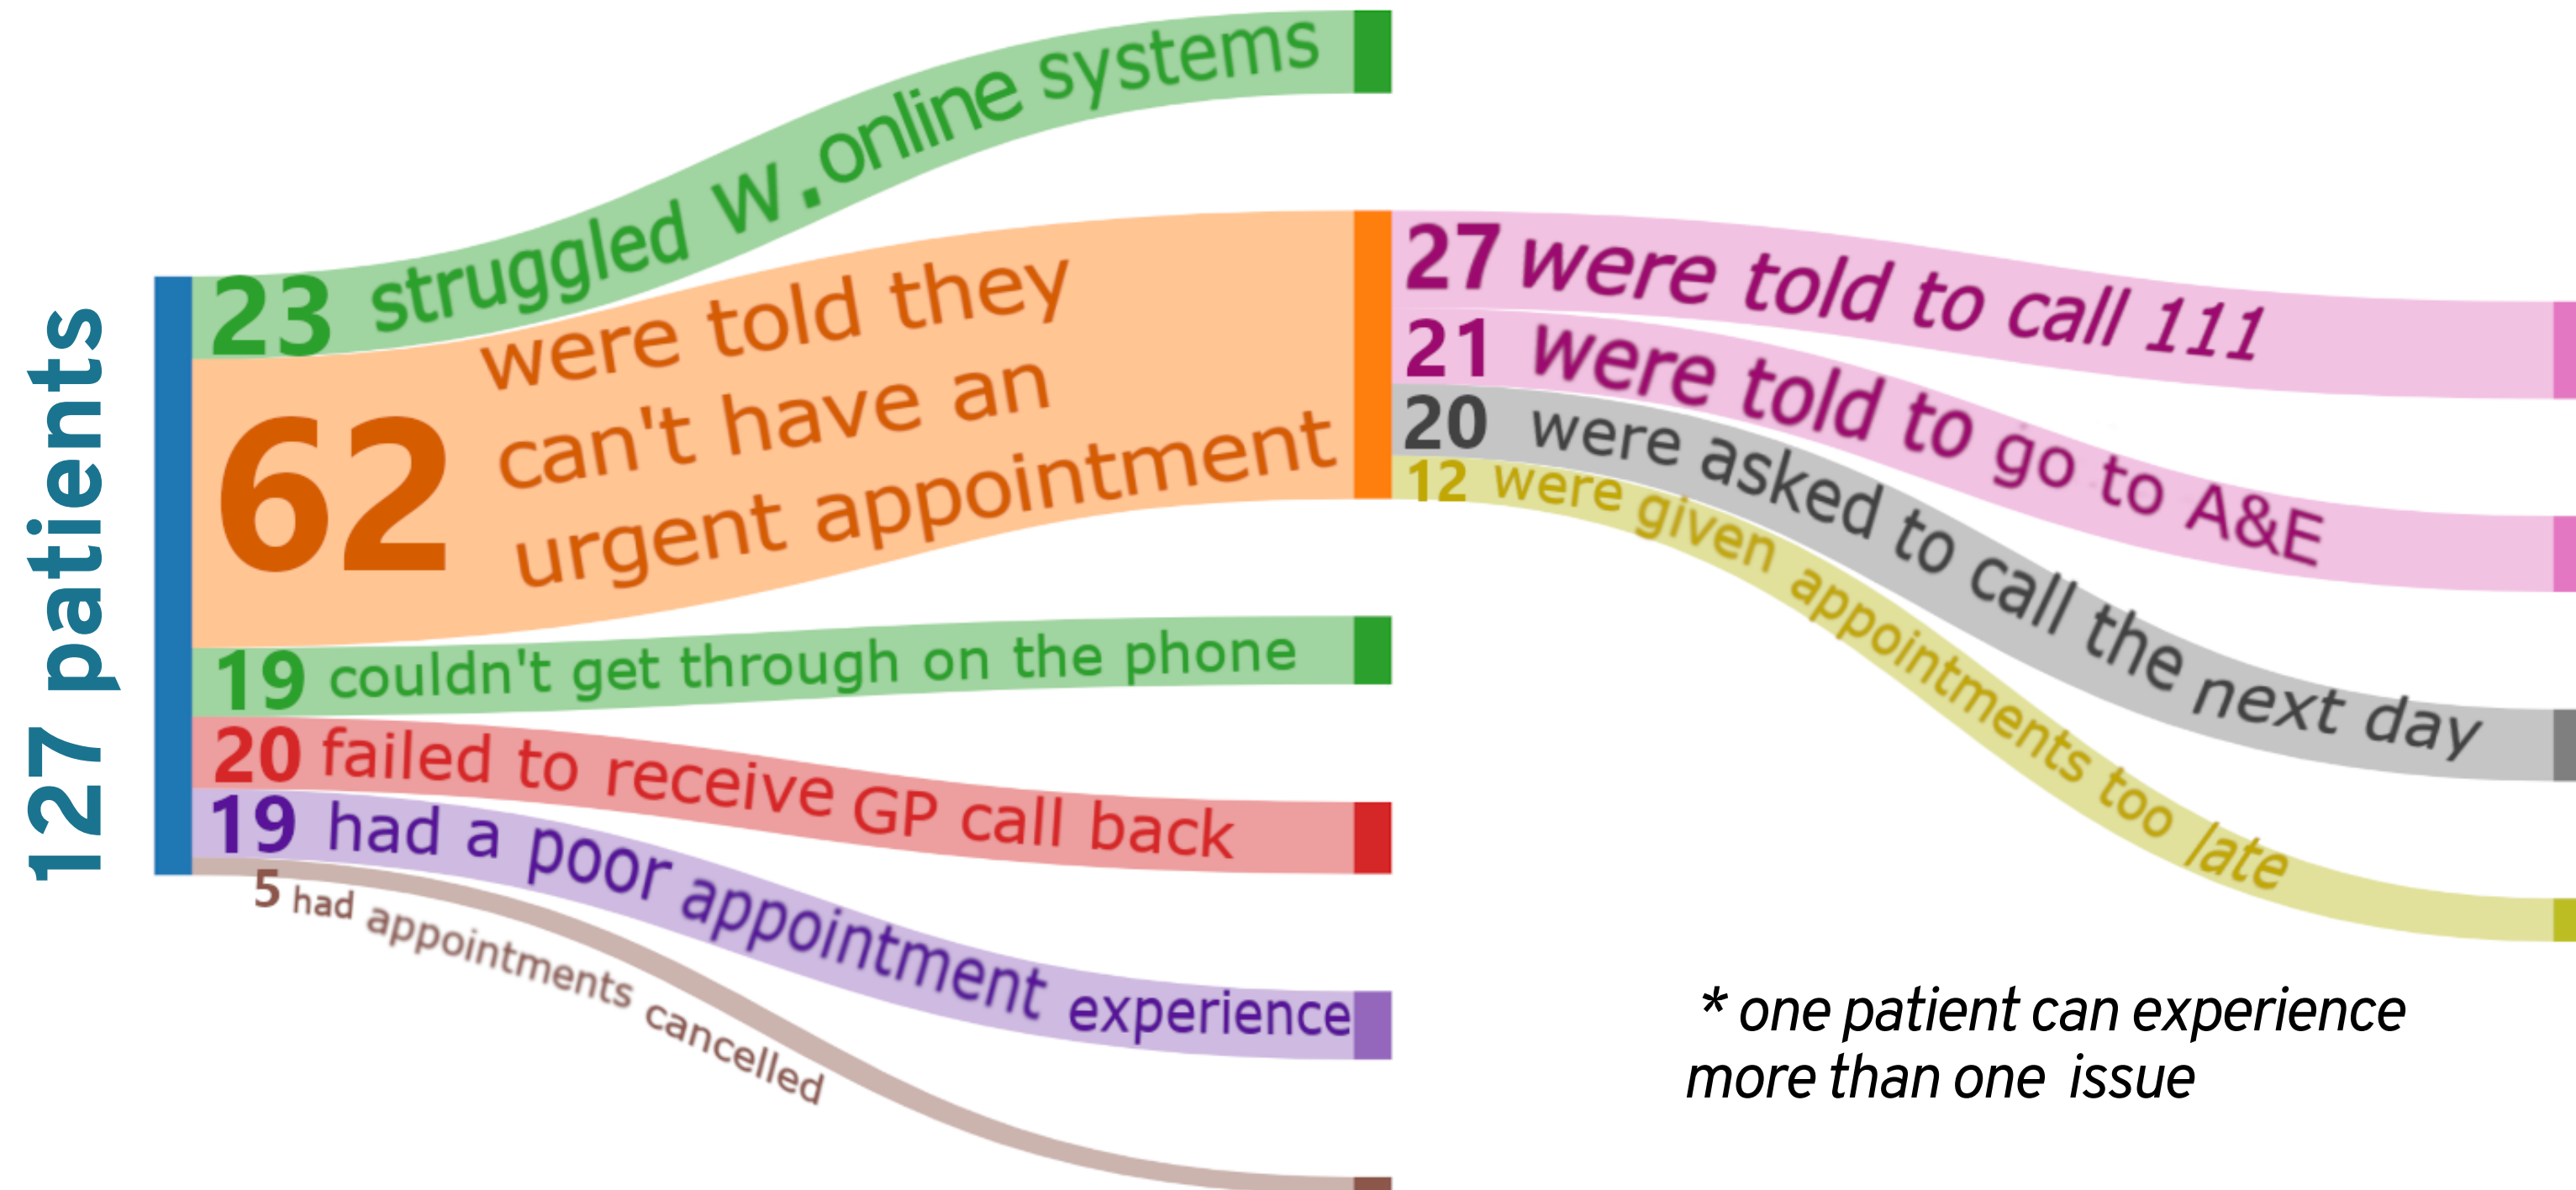 127 patients
23 struggled w.online systems
62 were told they
can't have an
urgent appointment
19 couldn't get through on the phone
20 failed to receive GP call back
19 had a poor appointment experience
5 had appointments cancelled
27 were told to call 111
21 were told to go to A&E
20 were asked to call the next day
12 were given appointments too late
* one patient can experience
more than one issue